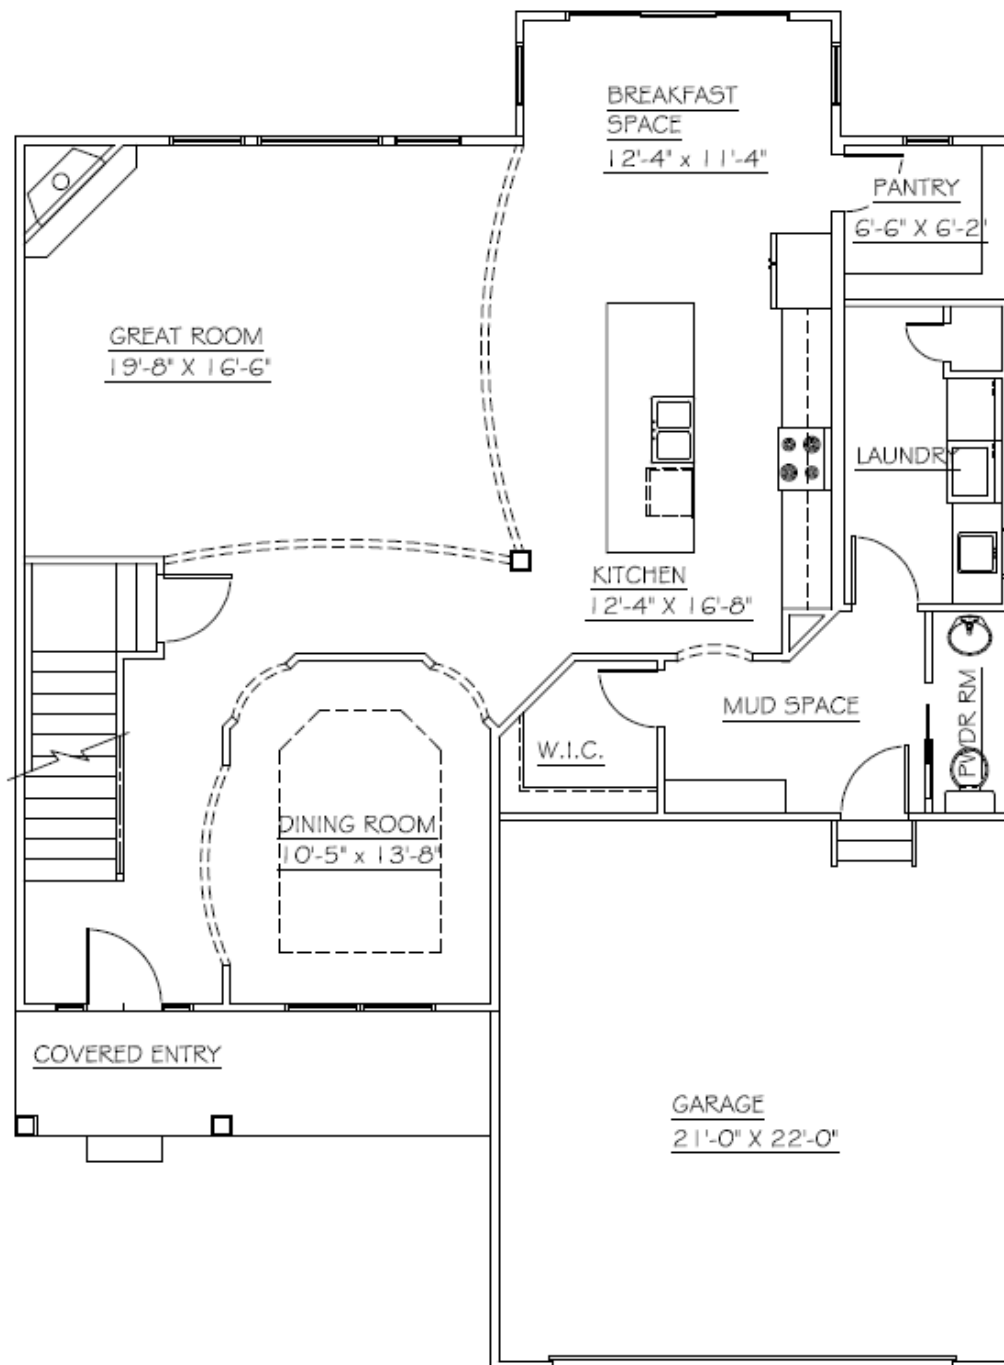 BREAKFAST
SPACE
12'-4" x 11'-4"
PANTRY
6'-6" X 6'-2'
GREAT ROOM
19'-8" X 16'-6"
LAUNDRY
KITCHEN
12'-4" X 16'-8"
MUD SPACE
PWDR RM
W.I.C.
DINING ROOM
10'-5" x 13'-8"
COVERED ENTRY
GARAGE
21'-0" X 22'-0"